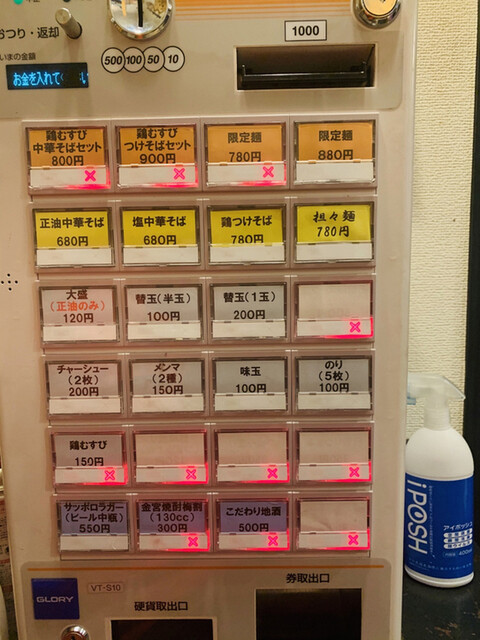 おつり・返却
いまの金額
お金を入れて
500 100 50 10
1000
鶏むすび
中華そばセット
800円
鶏むすび
つけそばセット
900円
限定麺
780円
限定麺
880円
正油中華そば
680円
塩中華そば
680円
鶏つけそば
780円
担々麺
780円
大盛
(正油のみ)
120円
替玉(半玉)
100円
替玉(1玉)
200円
チャーシュー
(2枚)
200円
メンマ
(2種)
150円
味玉
100円
のり
(5枚)
100円
鶏むすび
150円
サッポロラガー
(ビール中瓶)
550円
金宮焼酎梅割
(130cc)
300円
こだわり地酒
500円
GLORY
VT-S10
硬貨取出口
券取出口
iPOSH
アイポッシュ
400ml